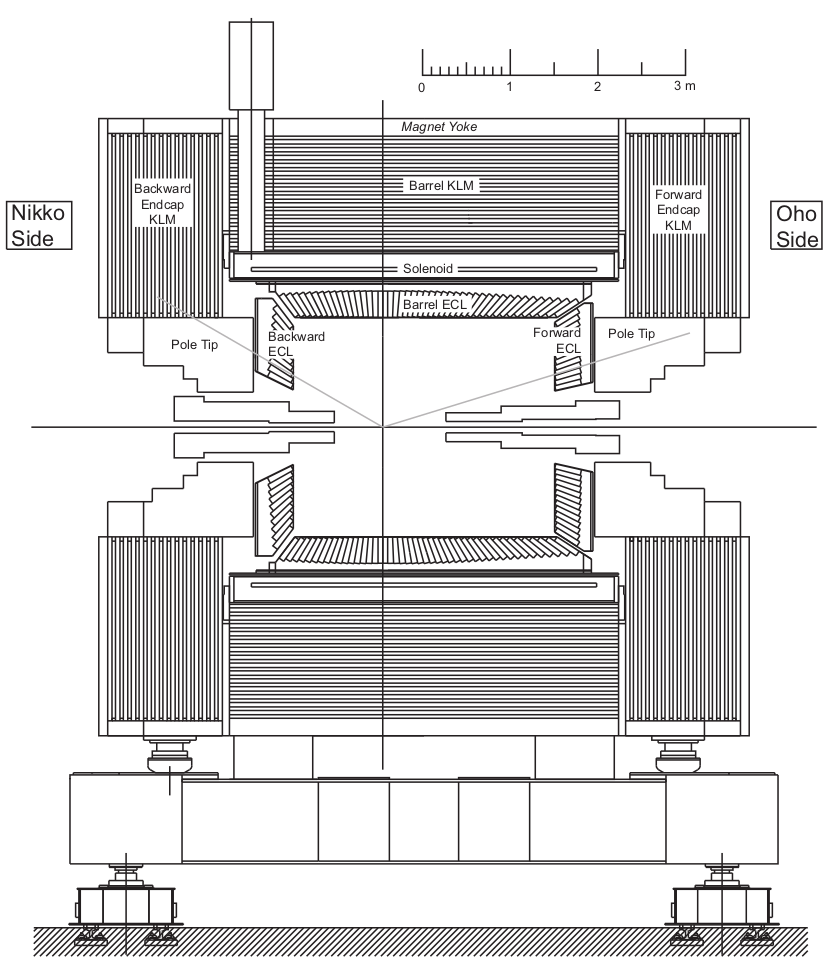 0 1 2 3 m
Magnet Yoke
Backward
Endcap
KLM
Barrel KLM
Forward
Endcap
KLM
Nikko
Side
Oho
Side
Solenoid
Barrel ECL
Pole Tip
Backward
ECL
Forward
ECL
Pole Tip